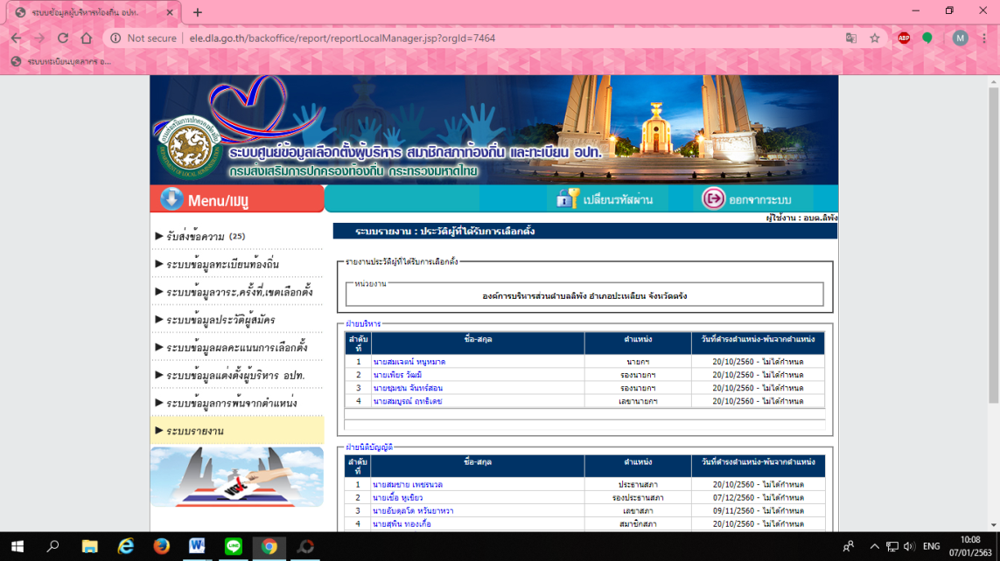 ระบบข้อมูลผู้บริหารท้องถิ่น อปท.
Not secure | ele.dla.go.th/backoffice/report/reportLocalManager.jsp?orgId=7464
ABP
M
ระบบทะเบียนบุคลากร อ...
ระบบศูนย์ข้อมูลเลือกตั้งผู้บริหาร สมาชิกสภาท้องถิ่น และทะเบียน อปท.
กรมส่งเสริมการปกครองท้องถิ่น กระทรวงมหาดไทย
Menu/เมนู
เปลี่ยนรหัสผ่าน
ออกจากระบบ
ผู้ใช้งาน : อบต.ลิพัง
รับส่งข้อความ (25)
ระบบข้อมูลทะเบียนท้องถิ่น
ระบบข้อมูลวาระ,ครั้งที่,เขตเลือกตั้ง
ระบบข้อมูลประวัติผู้สมัคร
ระบบข้อมูลผลคะแนนการเลือกตั้ง
ระบบข้อมูลแต่งตั้งผู้บริหาร อปท.
ระบบข้อมูลการพ้นจากตำแหน่ง
ระบบรายงาน
ระบบรายงาน : ประวัติผู้ที่ได้รับการเลือกตั้ง
รายงานประวัติผู้ที่ได้รับการเลือกตั้ง
หน่วยงาน
องค์การบริหารส่วนตำบลลิพัง อำเภอปะเหลียน จังหวัดตรัง
ฝ่ายบริหาร
ลำดับที่ ชื่อ-สกุล ตำแหน่ง วันที่ดำรงตำแหน่ง-พ้นจากตำแหน่ง
1 นายสมเจตน์ หนูหมาด นายกฯ 20/10/2560 - ไม่ได้กำหนด
2 นายเพียร วัฒมิ รองนายกฯ 20/10/2560 - ไม่ได้กำหนด
3 นายชุมชน จันทร์สอน รองนายกฯ 20/10/2560 - ไม่ได้กำหนด
4 นายสมบูรณ์ ฤทธิเดช เลขานายกฯ 20/10/2560 - ไม่ได้กำหนด
ฝ่ายนิติบัญญัติ
ลำดับที่ ชื่อ-สกุล ตำแหน่ง วันที่ดำรงตำแหน่ง-พ้นจากตำแหน่ง
1 นายสมชาย เพชรนวล ประธานสภา 20/10/2560 - ไม่ได้กำหนด
2 นายเชื้อ หูเขียว รองประธานสภา 07/12/2560 - ไม่ได้กำหนด
3 นายอับดุลโด หวันยาหวา เลขาสภา 09/11/2560 - ไม่ได้กำหนด
4 นายสุพิน ทองเกื้อ สมาชิกสภา 20/10/2560 - ไม่ได้กำหนด
ENG
10:08
07/01/2563